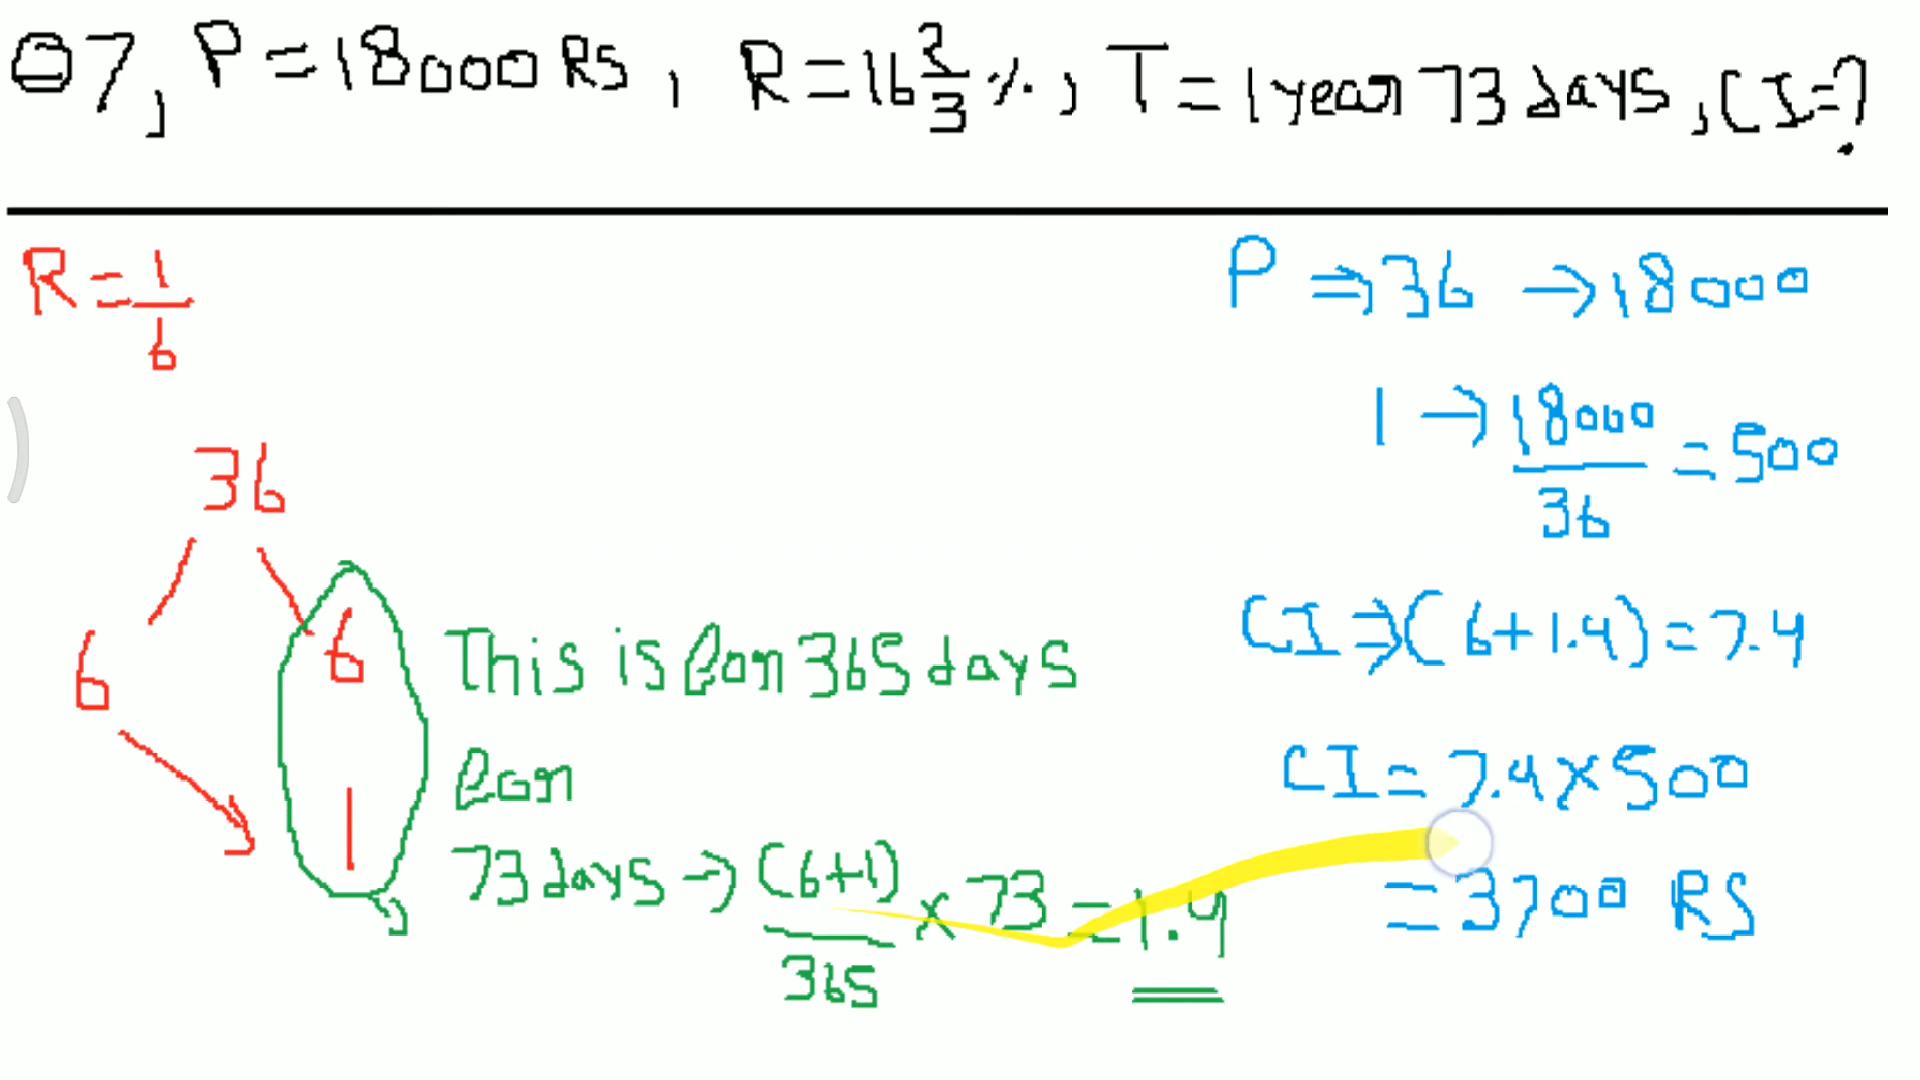 Q7, P=18000 RS, R=16 2/3 %, T=1 year 73 days, CI=?
R=1/6
36
6 6
1
This is for 365 days
for
73 days → (6+1)/365 × 73 = 1.4
P ⇒ 36 → 18000
1 → 18000/36 = 500
CI ⇒ (6+1.4) = 7.4
CI = 7.4×500
= 3700 RS